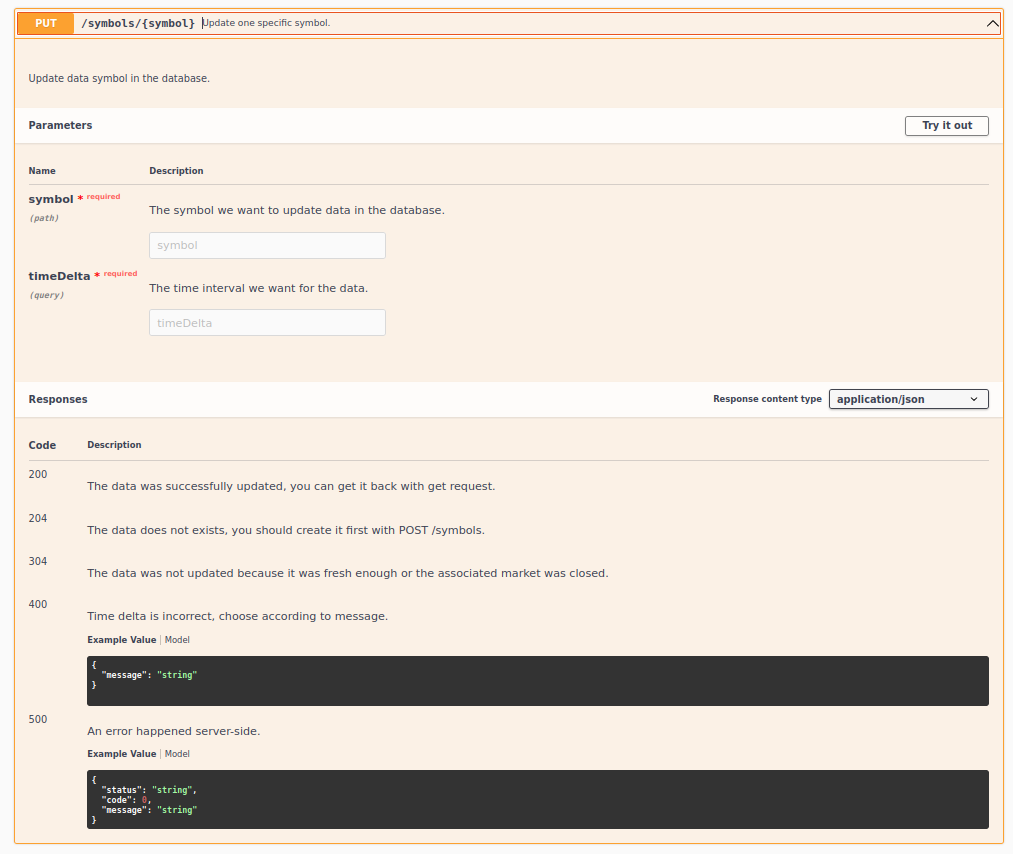 PUT /symbols/{symbol} Update one specific symbol.
Update data symbol in the database.
Parameters
Try it out
Name Description
symbol * required
(path)
The symbol we want to update data in the database.
symbol
timeDelta * required
(query)
The time interval we want for the data.
timeDelta
Responses
Response content type application/json
Code Description
200
The data was successfully updated, you can get it back with get request.
204
The data does not exists, you should create it first with POST /symbols.
304
The data was not updated because it was fresh enough or the associated market was closed.
400
Time delta is incorrect, choose according to message.
Example Value | Model
{
"message": "string"
}
500
An error happened server-side.
Example Value | Model
{
"status": "string",
"code": 0,
"message": "string"
}